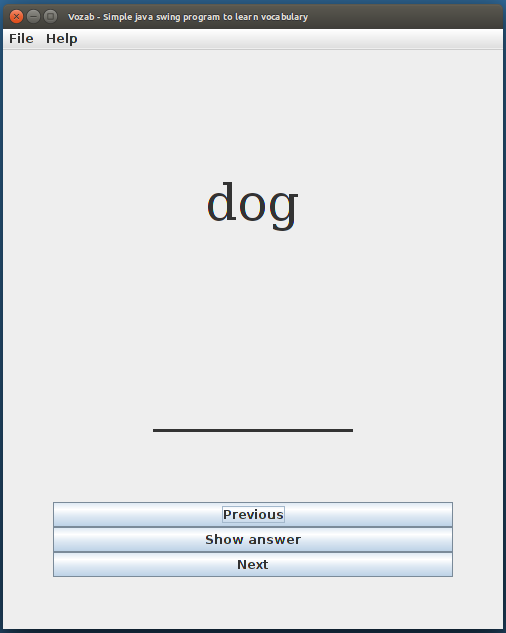 Vozab - Simple java swing program to learn vocabulary
File Help
dog
Previous
Show answer
Next